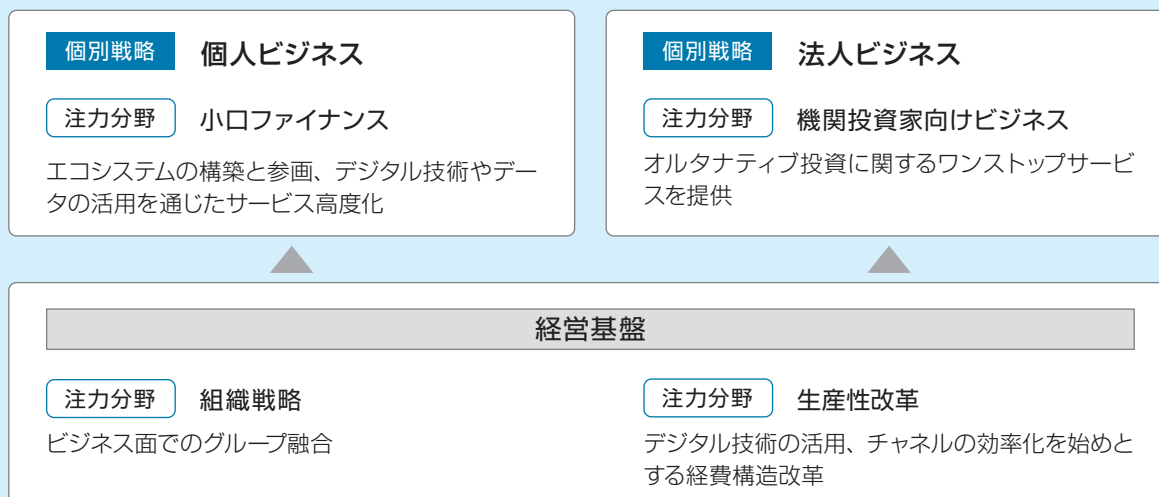 個別戦略 個人ビジネス
注力分野 小口ファイナンス
エコシステムの構築と参画、デジタル技術やデー
タの活用を通じたサービス高度化
個別戦略 法人ビジネス
注力分野 機関投資家向けビジネス
オルタナティブ投資に関するワンストップサービ
スを提供
経営基盤
注力分野 組織戦略
ビジネス面でのグループ融合
注力分野 生産性改革
デジタル技術の活用、チャネルの効率化を始めと
する経費構造改革